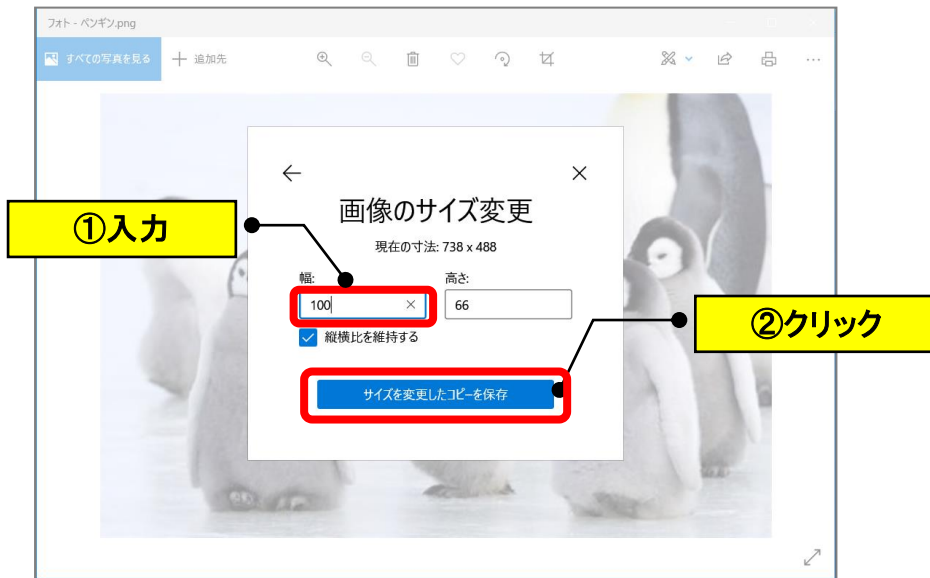 フォト - ペンギン.png
すべての写真を見る
追加先
画像のサイズ変更
①入力
現在の寸法: 738 x 488
幅:
高さ:
100
66
②クリック
縦横比を維持する
サイズを変更したコピーを保存